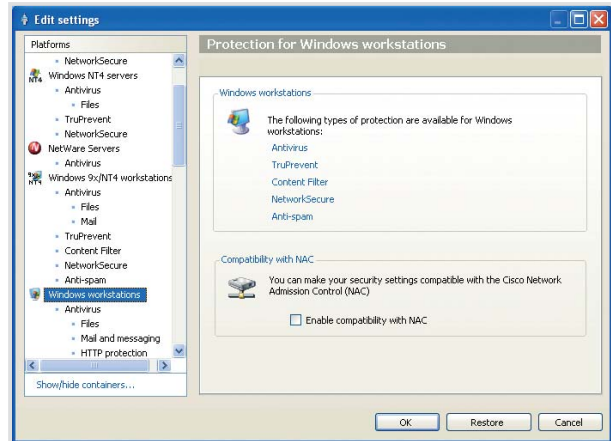 Edit settings
Platforms
NetworkSecure
NT4
Windows NT4 servers
Antivirus
Files
TruPrevent
NetworkSecure
NetWare Servers
Antivirus
9x/
NT4
Windows 9x/NT4 workstations
Antivirus
Files
Mail
TruPrevent
Content Filter
NetworkSecure
Anti-spam
Windows workstations
Antivirus
Files
Mail and messaging
HTTP protection
Show/hide containers...
Protection for Windows workstations
Windows workstations
The following types of protection are available for Windows
workstations:
Antivirus
TruPrevent
Content Filter
NetworkSecure
Anti-spam
Compatibility with NAC
You can make your security settings compatible with the Cisco Network
Admission Control (NAC)
Enable compatibility with NAC
OK
Restore
Cancel